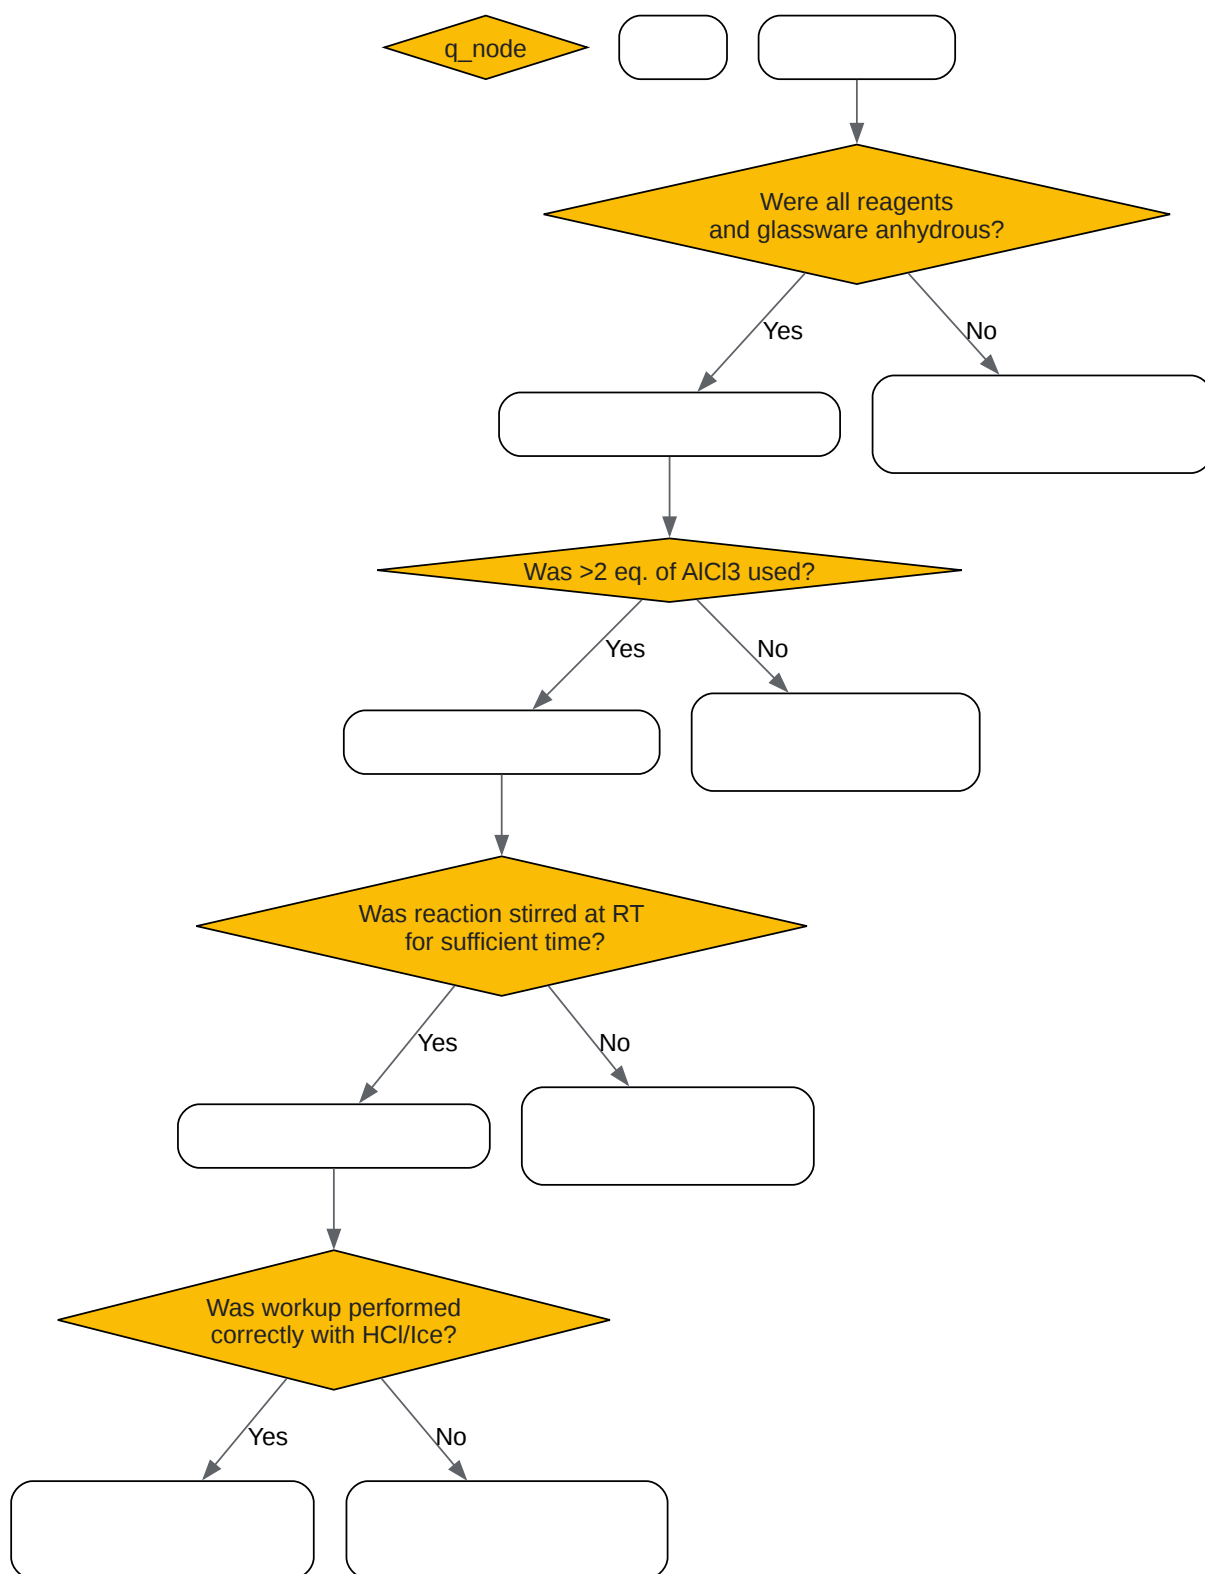 q_node
Were all reagents
and glassware anhydrous?
Yes
No
Was >2 eq. of AlCl3 used?
Yes
No
Was reaction stirred at RT
for sufficient time?
Yes
No
Was workup performed
correctly with HCl/Ice?
Yes
No